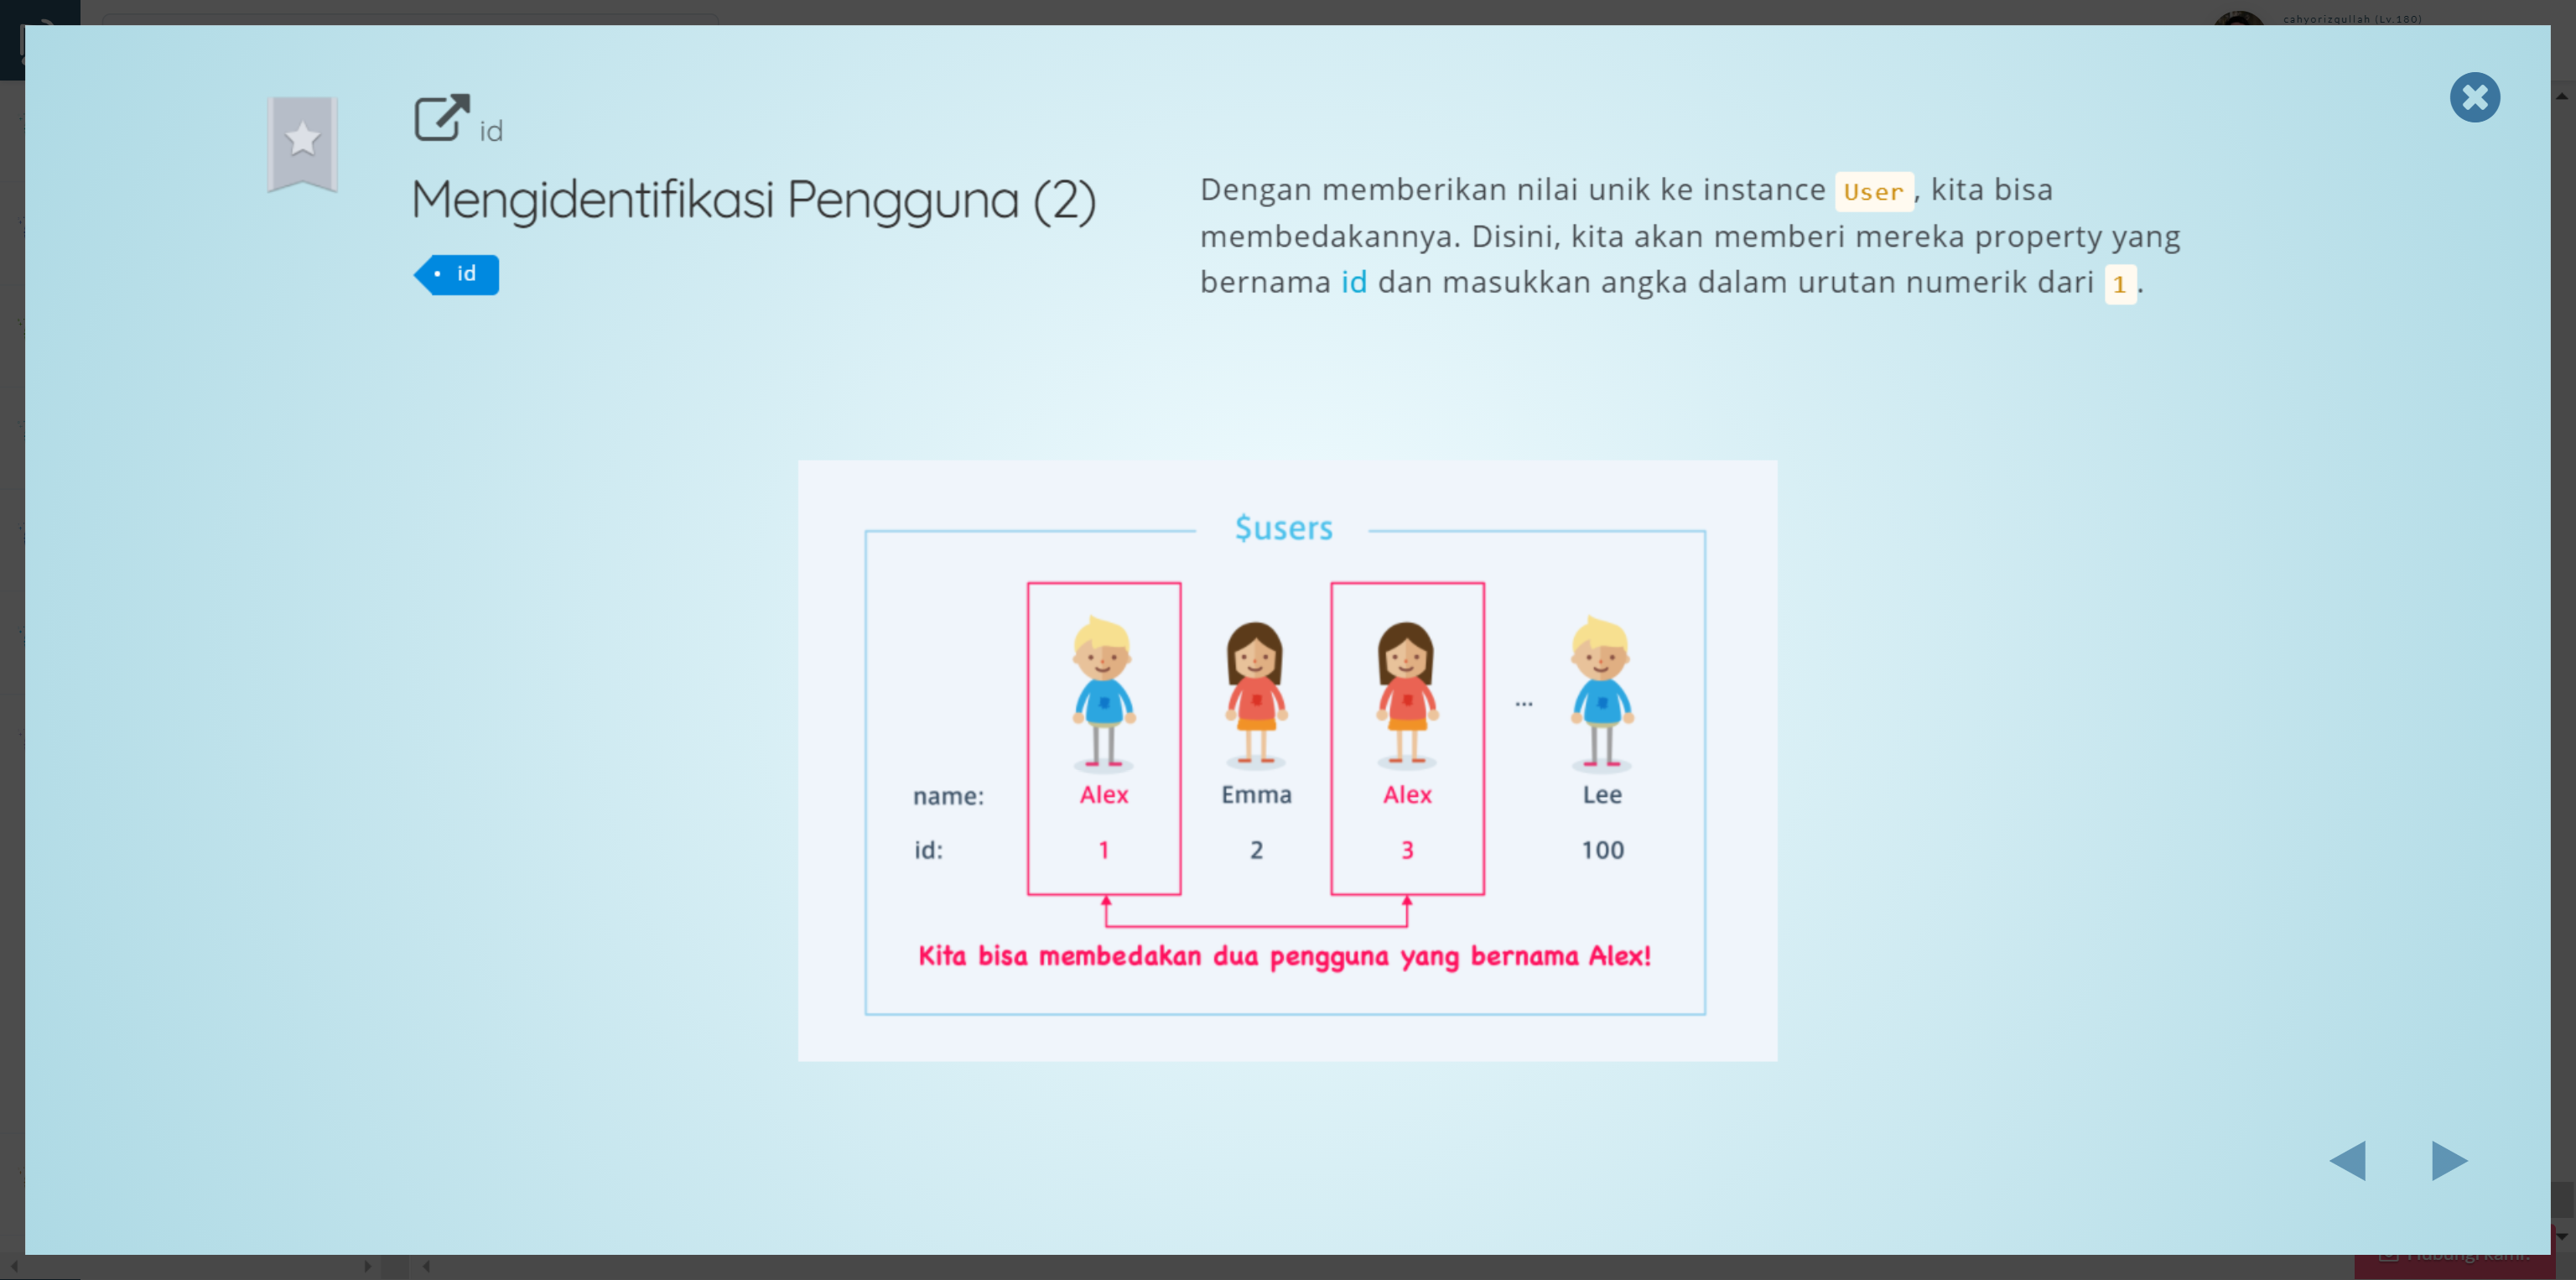 cahyorizqullah (Lv.180)
id
Mengidentifikasi Pengguna (2)
• id
Dengan memberikan nilai unik ke instance User, kita bisa
membedakannya. Disini, kita akan memberi mereka property yang
bernama id dan masukkan angka dalam urutan numerik dari 1.
$users
...
name: Alex Emma Alex Lee
id: 1 2 3 100
Kita bisa membedakan dua pengguna yang bernama Alex!
Hubungi kami!